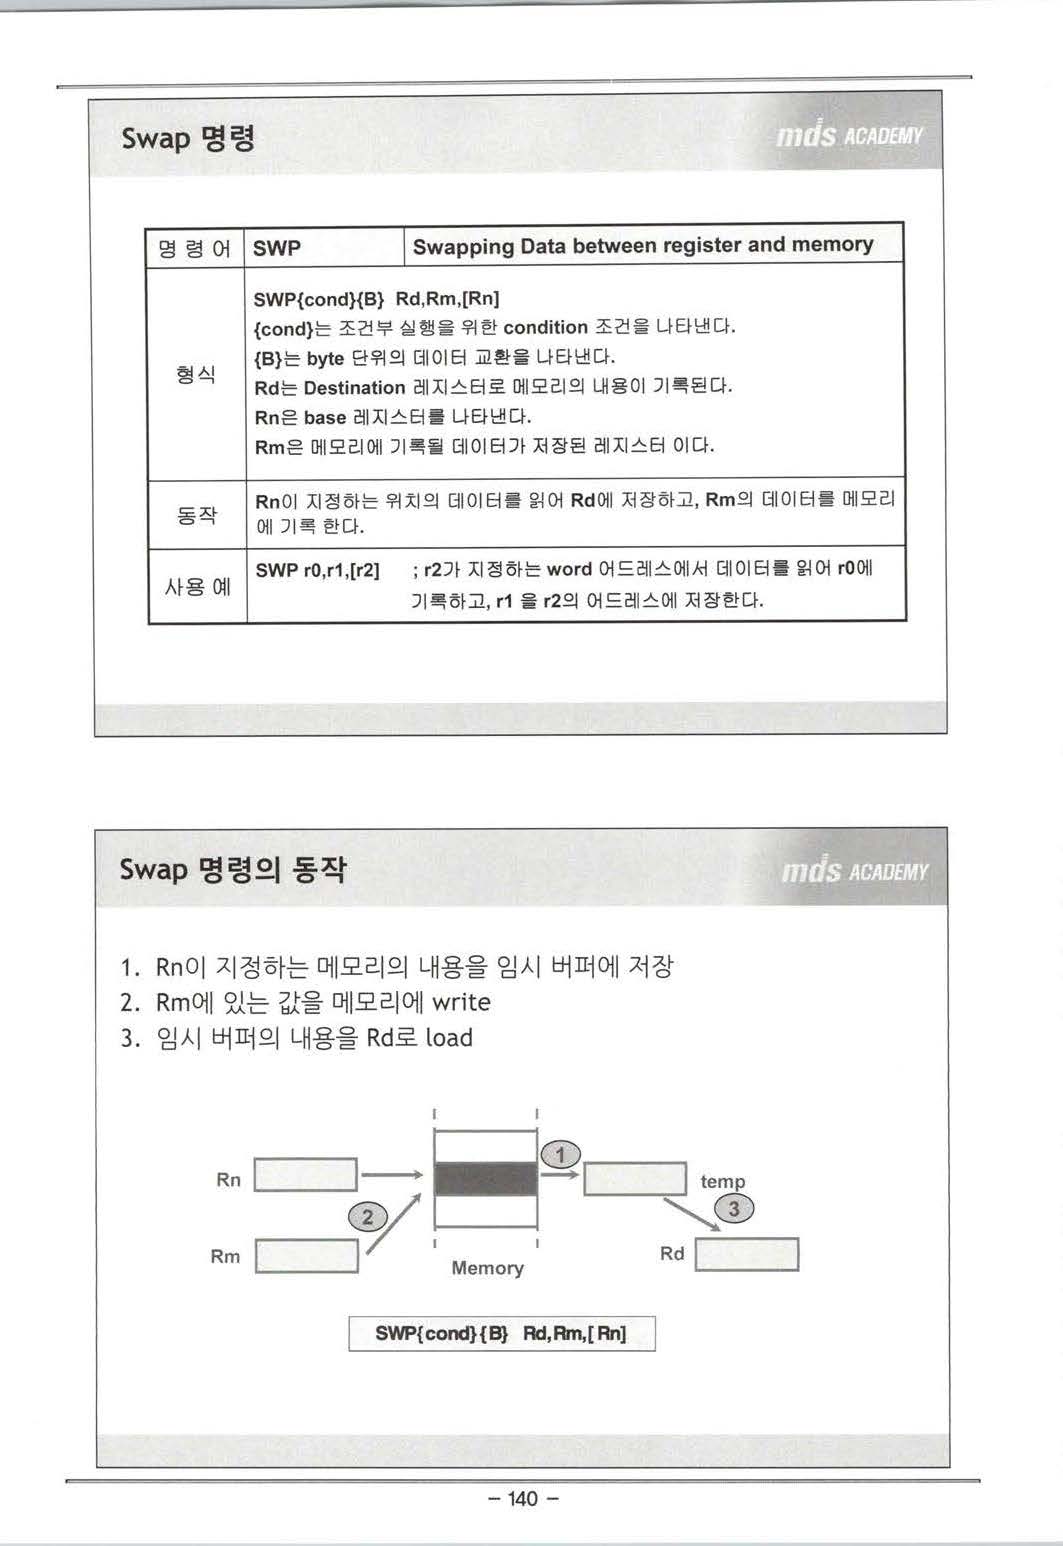 Swap 명령
mds ACADEMY
명 령 어 SWP Swapping Data between register and memory
형식
SWP{cond}{B} Rd,Rm,[Rn]
{cond}는 조건부 실행을 위한 condition 조건을 나타낸다.
{B}는 byte 단위의 데이터 교환을 나타낸다.
Rd는 Destination 레지스터로 메모리의 내용이 기록된다.
Rn은 base 레지스터를 나타낸다.
Rm은 메모리에 기록될 데이터가 저장된 레지스터 이다.
동작
Rn이 지정하는 위치의 데이터를 읽어 Rd에 저장하고, Rm의 데이터를 메모리
에 기록 한다.
사용 예
SWP r0,r1,[r2] ; r2가 지정하는 word 어드레스에서 데이터를 읽어 r0에
기록하고, r1 을 r2의 어드레스에 저장한다.
Swap 명령의 동작
mds ACADEMY
1. Rn이 지정하는 메모리의 내용을 임시 버퍼에 저장
2. Rm에 있는 값을 메모리에 write
3. 임시 버퍼의 내용을 Rd로 load
1
Rn
temp
2
3
Rm
Memory
Rd
SWP{cond}{B} Rd,Rm,[Rn]
- 140 -